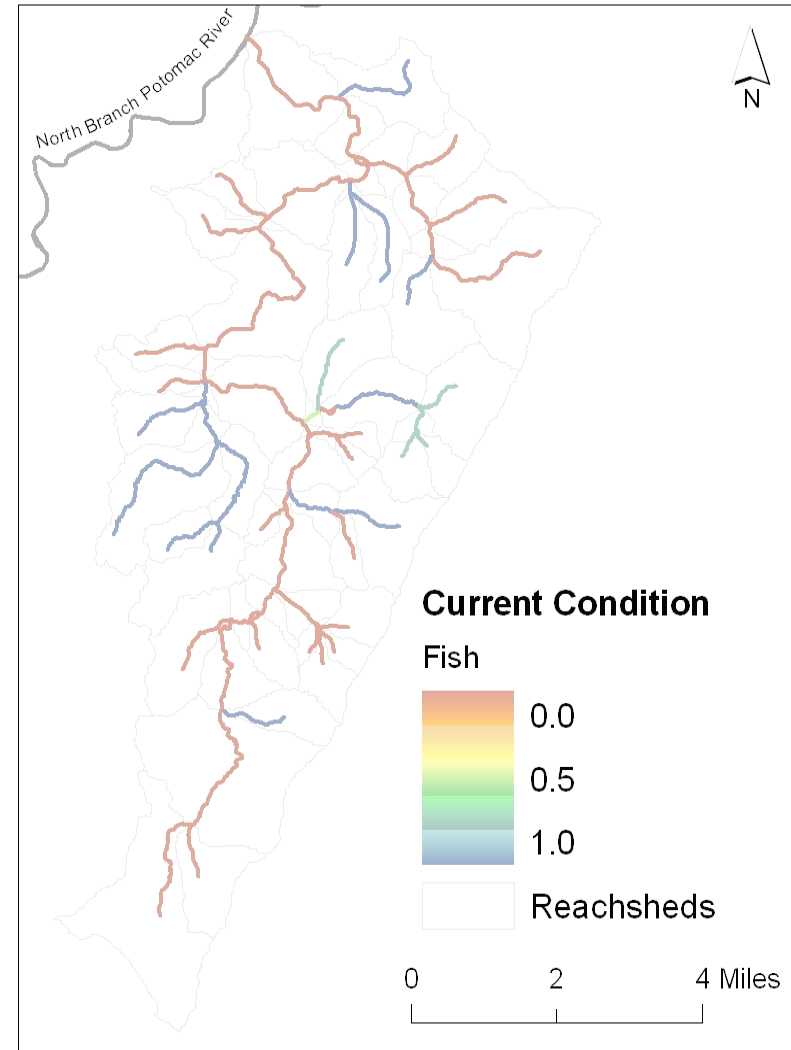 North Branch Potomac River
N
Current Condition
Fish
0.0
0.5
1.0
Reachsheds
0 2 4 Miles